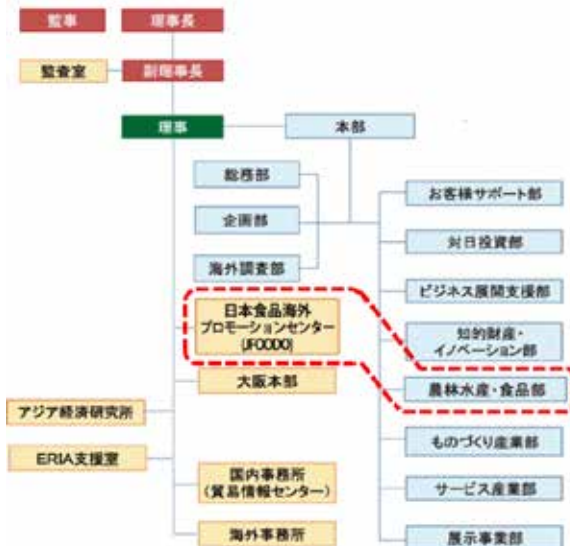 監事
理事長
監査室
副理事長
理事
本部
総務部
企画部
海外調査部
お客様サポート部
対日投資部
ビジネス展開支援部
知的財産・
イノベーション部
農林水産・食品部
ものづくり産業部
サービス産業部
展示事業部
日本食品海外
プロモーションセンター
(JFOODO)
大阪本部
アジア経済研究所
ERIA支援室
国内事務所
(貿易情報センター)
海外事務所